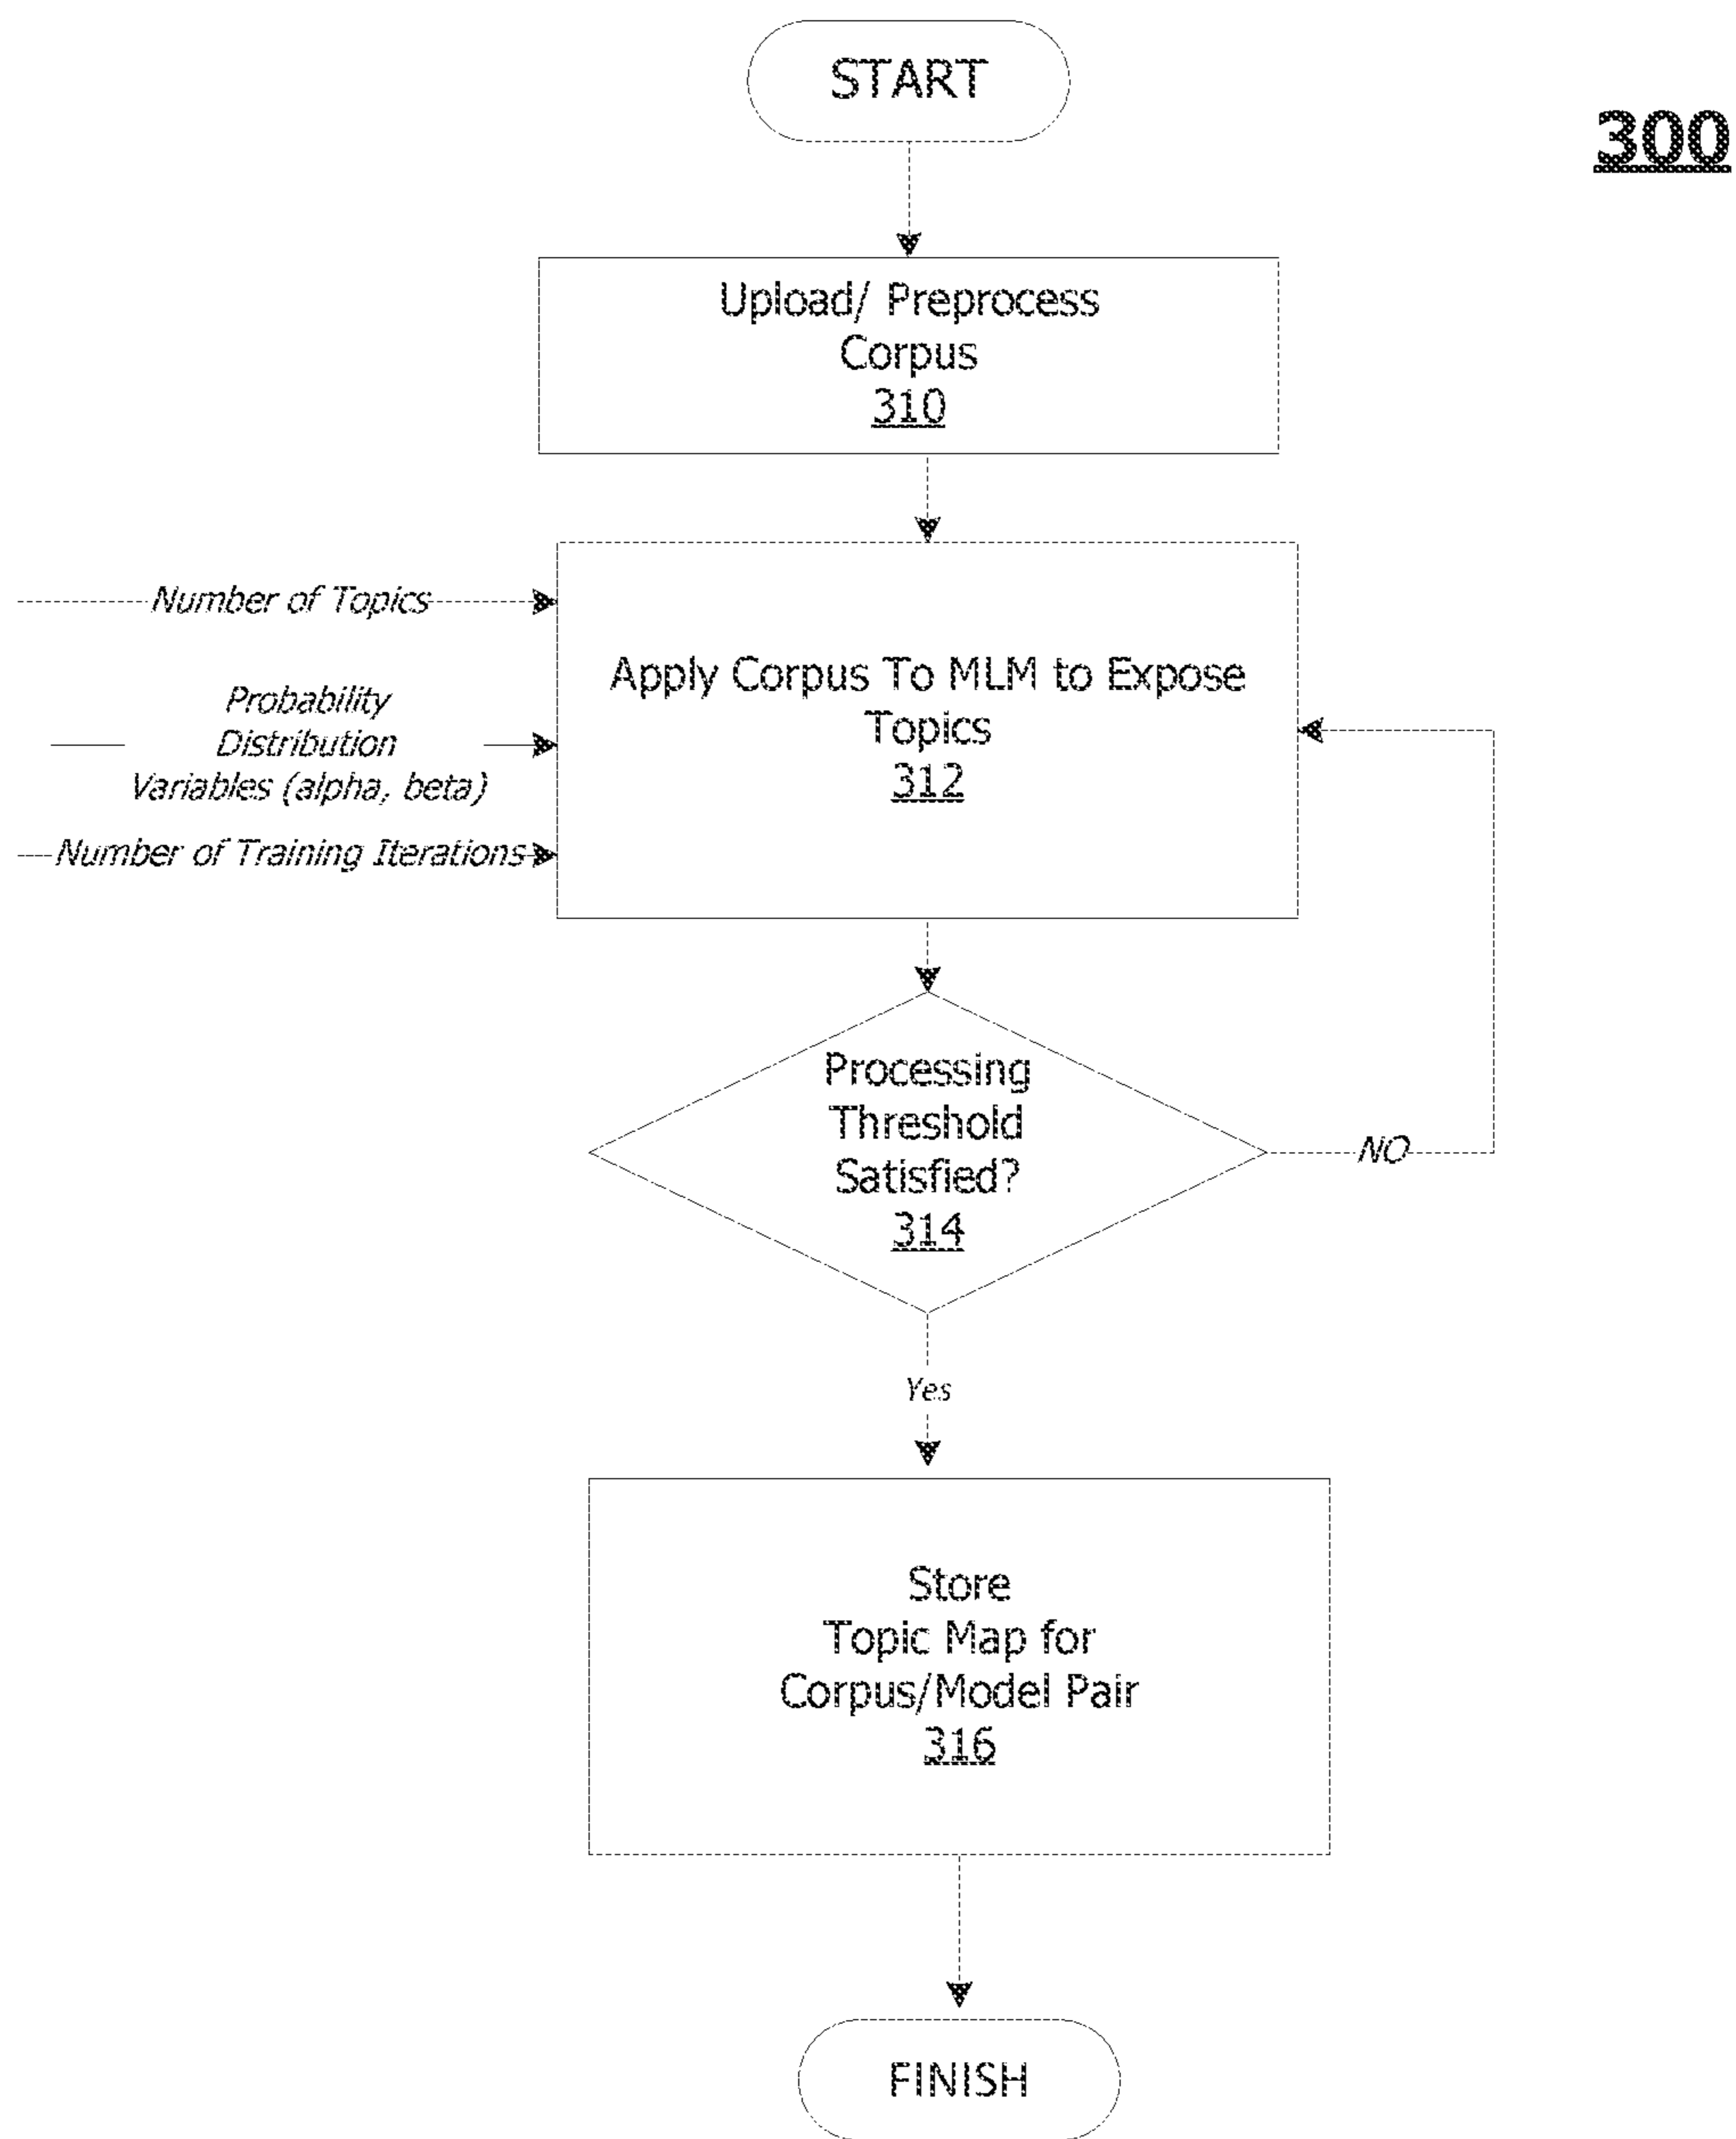 START
300
Upload/ Preprocess
Corpus
310
Number of Topics
Probability
Distribution
Variables (alpha, beta)
Number of Training Iterations
Apply Corpus To MLM to Expose
Topics
312
Processing
Threshold
Satisfied?
314
NO
Yes
Store
Topic Map for
Corpus/Model Pair
316
FINISH